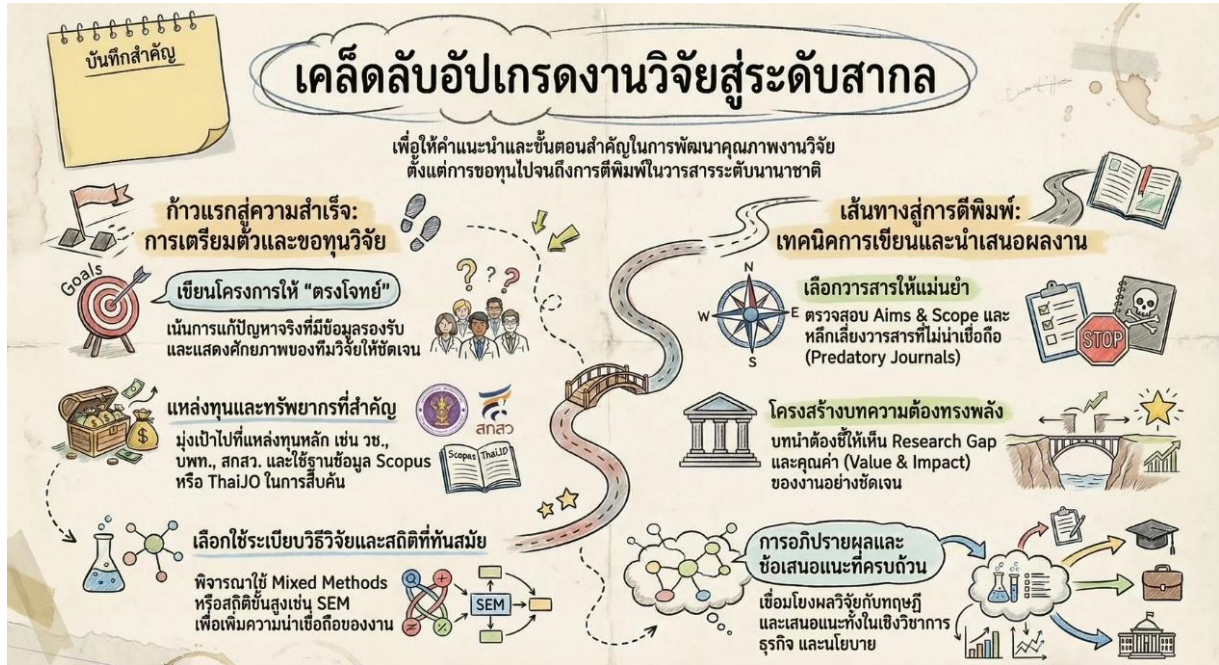 บันทึกสำคัญ
เคล็ดลับอัปเกรดงานวิจัยสู่ระดับสากล
เพื่อให้คำแนะนำและขั้นตอนสำคัญในการพัฒนาคุณภาพงานวิจัย
ตั้งแต่การขอทุนไปจนถึงการตีพิมพ์ในวารสารระดับนานาชาติ
ก้าวแรกสู่ความสำเร็จ:
การเตรียมตัวและขอทุนวิจัย
Goals
เขียนโครงการให้ “ตรงโจทย์”
เน้นการแก้ปัญหาจริงที่มีข้อมูลรองรับ
และแสดงศักยภาพของทีมวิจัยให้ชัดเจน
? ? ?
แหล่งทุนและทรัพยากรที่สำคัญ
มุ่งเป้าไปที่แหล่งทุนหลัก เช่น วช.,
บพท., สกสว. และใช้ฐานข้อมูล Scopus
หรือ ThaiJO ในการสืบค้น
$
สกสว
Scopas ThaiJD
เลือกใช้ระเบียบวิธีวิจัยและสถิติที่ทันสมัย
พิจารณาใช้ Mixed Methods
หรือสถิติขั้นสูงเช่น SEM
เพื่อเพิ่มความน่าเชื่อถือของงาน
SEM
เส้นทางสู่การตีพิมพ์:
เทคนิคการเขียนและนำเสนอผลงาน
N
W
E
S
เลือกวารสารให้แม่นยำ
ตรวจสอบ Aims & Scope และ
หลีกเลี่ยงวารสารที่ไม่น่าเชื่อถือ
(Predatory Journals)
STOP
โครงสร้างบทความต้องทรงพลัง
บทนำต้องชี้ให้เห็น Research Gap
และคุณค่า (Value & Impact)
ของงานอย่างชัดเจน
การอภิปรายผลและ
ข้อเสนอแนะที่ครบถ้วน
เชื่อมโยงผลวิจัยกับทฤษฎี
และเสนอแนะทั้งในเชิงวิชาการ
ธุรกิจ และนโยบาย